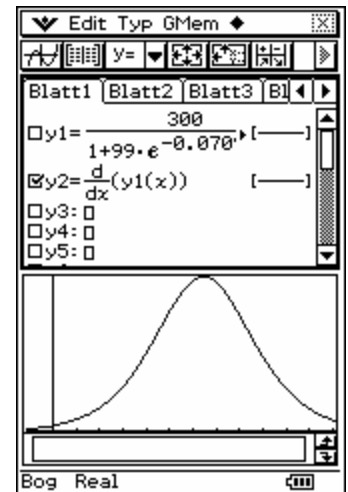 Edit Typ GMem
y=
Blatt1 Blatt2 Blatt3 Bl
300
y1=
1+99·e^-0.070
y2=d/dx(y1(x))
y3:
y4:
y5:
Bog Real